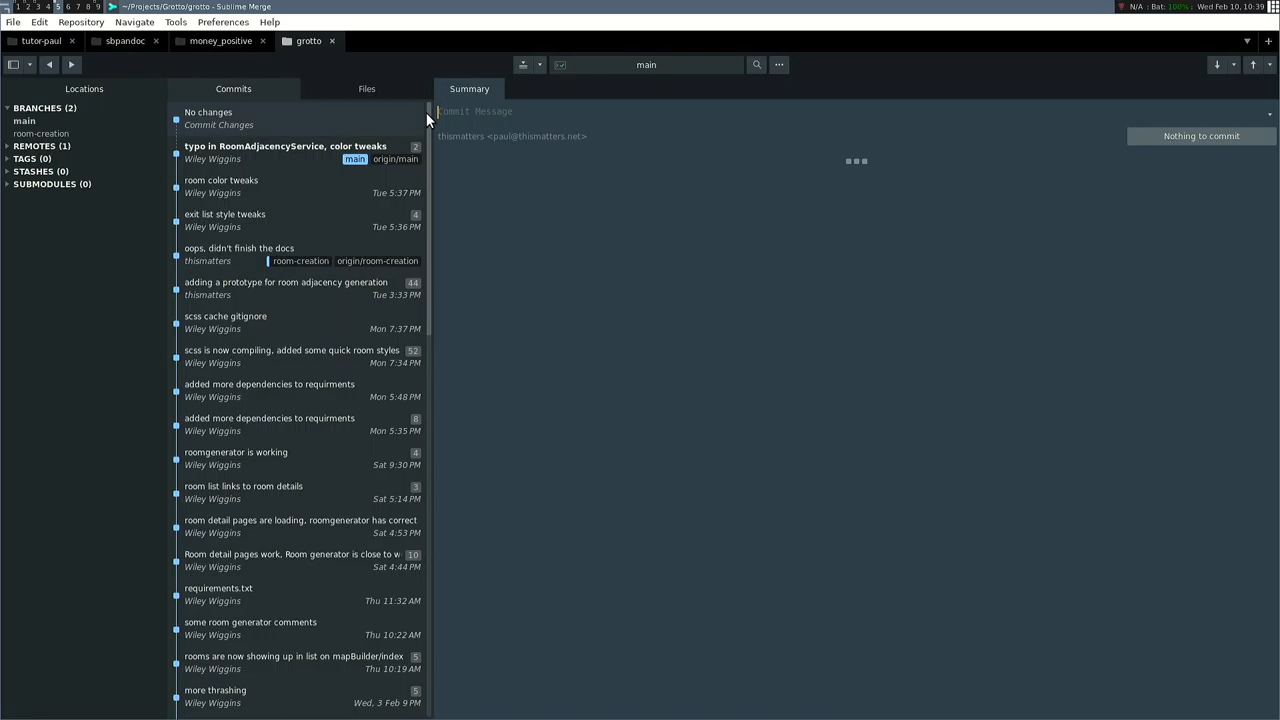 1 2 3 4 5 6 7 8 9 ~/Projects/Grotto/grotto - Sublime Merge N/A : Bat: 100% Wed Feb 10, 10:39
File Edit Repository Navigate Tools Preferences Help
tutor-paul sbpandoc money_positive grotto
main
Locations Commits Files Summary
BRANCHES (2)
main
room-creation
REMOTES (1)
TAGS (0)
STASHES (0)
SUBMODULES (0)
No changes
Commit Changes
typo in RoomAdjacencyService, color tweaks 2
Wiley Wiggins main origin/main
room color tweaks
Wiley Wiggins Tue 5:37 PM
exit list style tweaks 4
Wiley Wiggins Tue 5:36 PM
oops, didn't finish the docs
thismatters room-creation origin/room-creation
adding a prototype for room adjacency generation 44
thismatters Tue 3:33 PM
scss cache gitignore
Wiley Wiggins Mon 7:37 PM
scss is now compiling, added some quick room styles 52
Wiley Wiggins Mon 7:34 PM
added more dependencies to requirments
Wiley Wiggins Mon 5:48 PM
added more dependencies to requirments 8
Wiley Wiggins Mon 5:35 PM
roomgenerator is working 4
Wiley Wiggins Sat 9:30 PM
room list links to room details 3
Wiley Wiggins Sat 5:14 PM
room detail pages are loading, roomgenerator has correct
Wiley Wiggins Sat 4:53 PM
Room detail pages work, Room generator is close to w 10
Wiley Wiggins Sat 4:44 PM
requirements.txt
Wiley Wiggins Thu 11:32 AM
some room generator comments
Wiley Wiggins Thu 10:22 AM
rooms are now showing up in list on mapBuilder/index 5
Wiley Wiggins Thu 10:19 AM
more thrashing 5
Wiley Wiggins Wed, 3 Feb 9 PM
Commit Message
thismatters <paul@thismatters.net> Nothing to commit